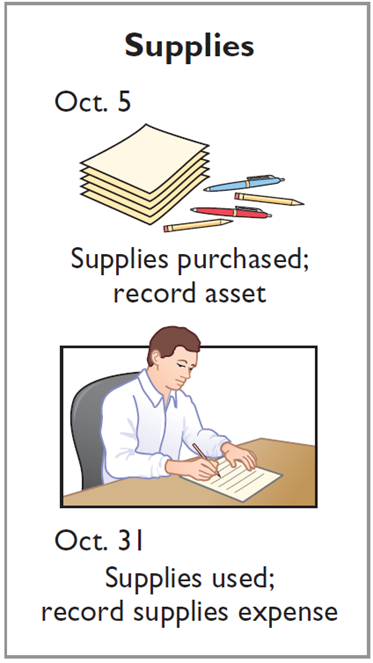 Supplies
Oct. 5
Supplies purchased;
record asset
Oct. 31
Supplies used;
record supplies expense